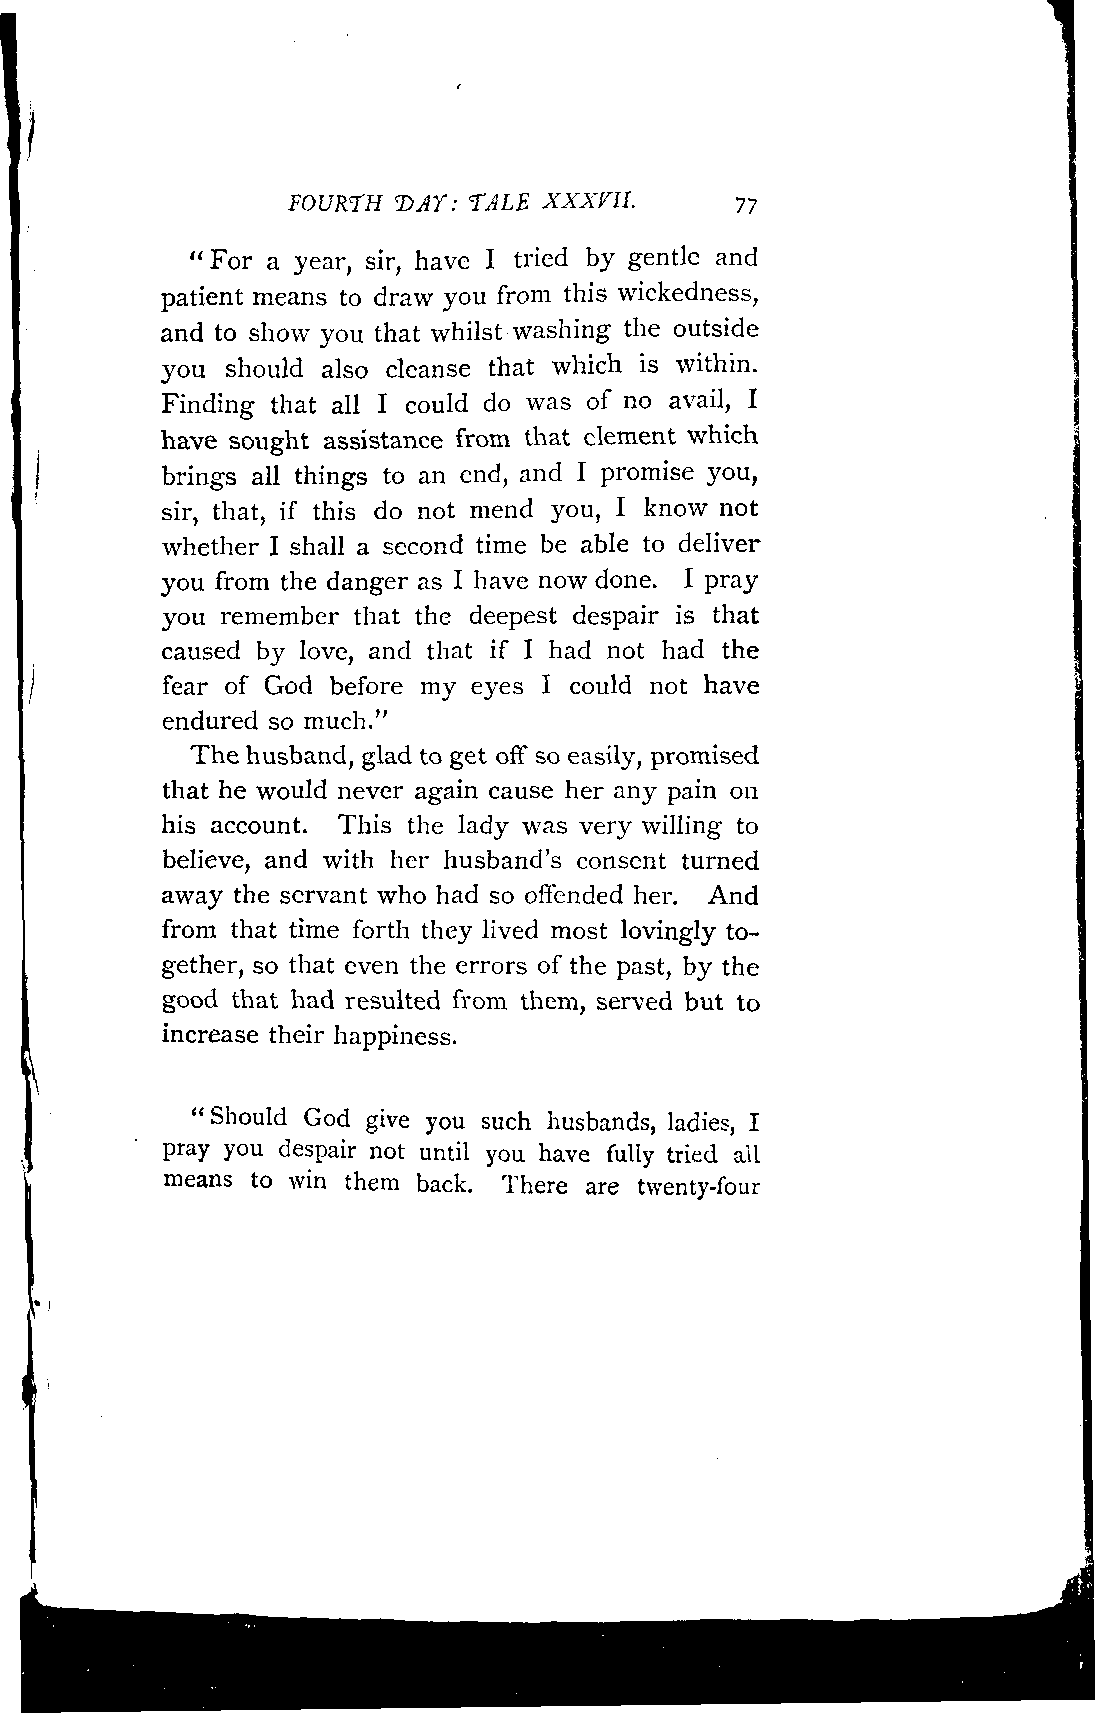 FOURTH DAY: TALE XXXVII. 77
“For a year, sir, have I tried by gentle and
patient means to draw you from this wickedness,
and to show you that whilst washing the outside
you should also cleanse that which is within.
Finding that all I could do was of no avail, I
have sought assistance from that element which
brings all things to an end, and I promise you,
sir, that, if this do not mend you, I know not
whether I shall a second time be able to deliver
you from the danger as I have now done. I pray
you remember that the deepest despair is that
caused by love, and that if I had not had the
fear of God before my eyes I could not have
endured so much.”
The husband, glad to get off so easily, promised
that he would never again cause her any pain on
his account. This the lady was very willing to
believe, and with her husband's consent turned
away the servant who had so offended her. And
from that time forth they lived most lovingly to-
gether, so that even the errors of the past, by the
good that had resulted from them, served but to
increase their happiness.
“Should God give you such husbands, ladies, I
pray you despair not until you have fully tried all
means to win them back. There are twenty-four